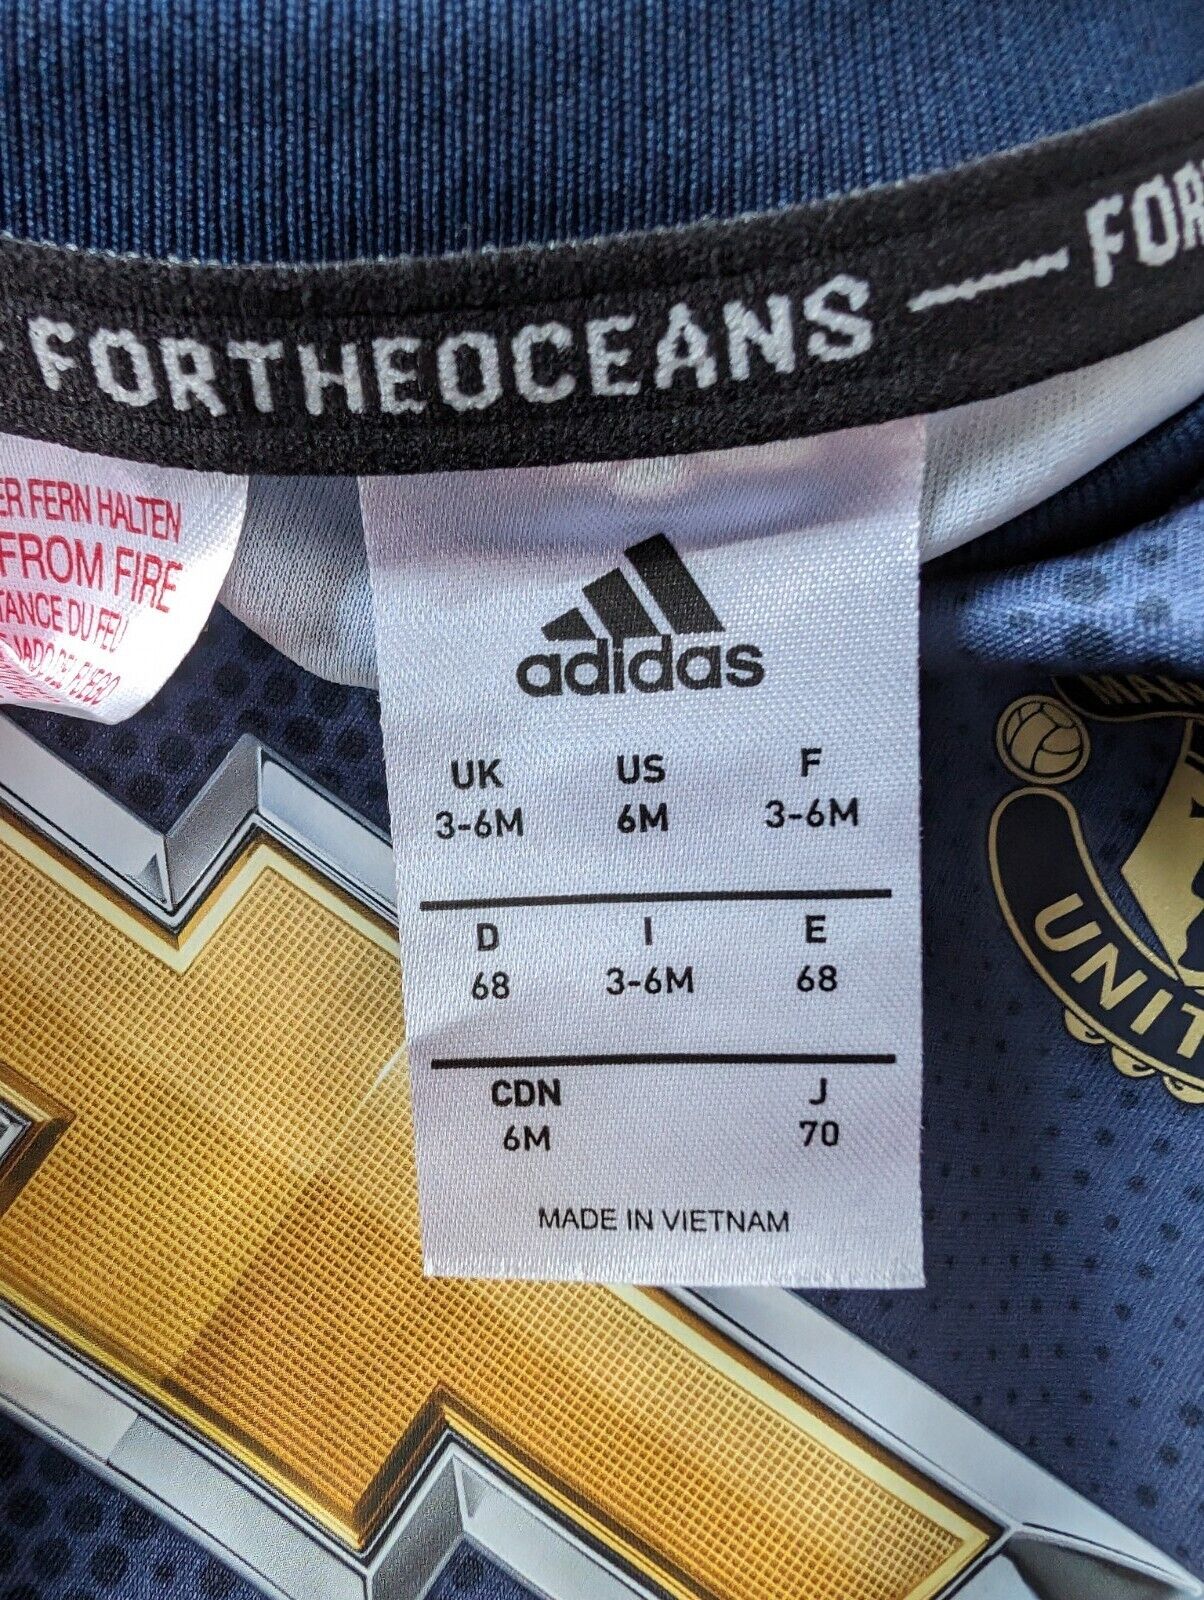 FORTHEOCEANS — FOR
ER FERN HALTEN
FROM FIRE
TANCE DU FEU
adidas
UK US F
3-6M 6M 3-6M
D I E
68 3-6M 68
CDN J
6M 70
MADE IN VIETNAM
MAN
UNIT